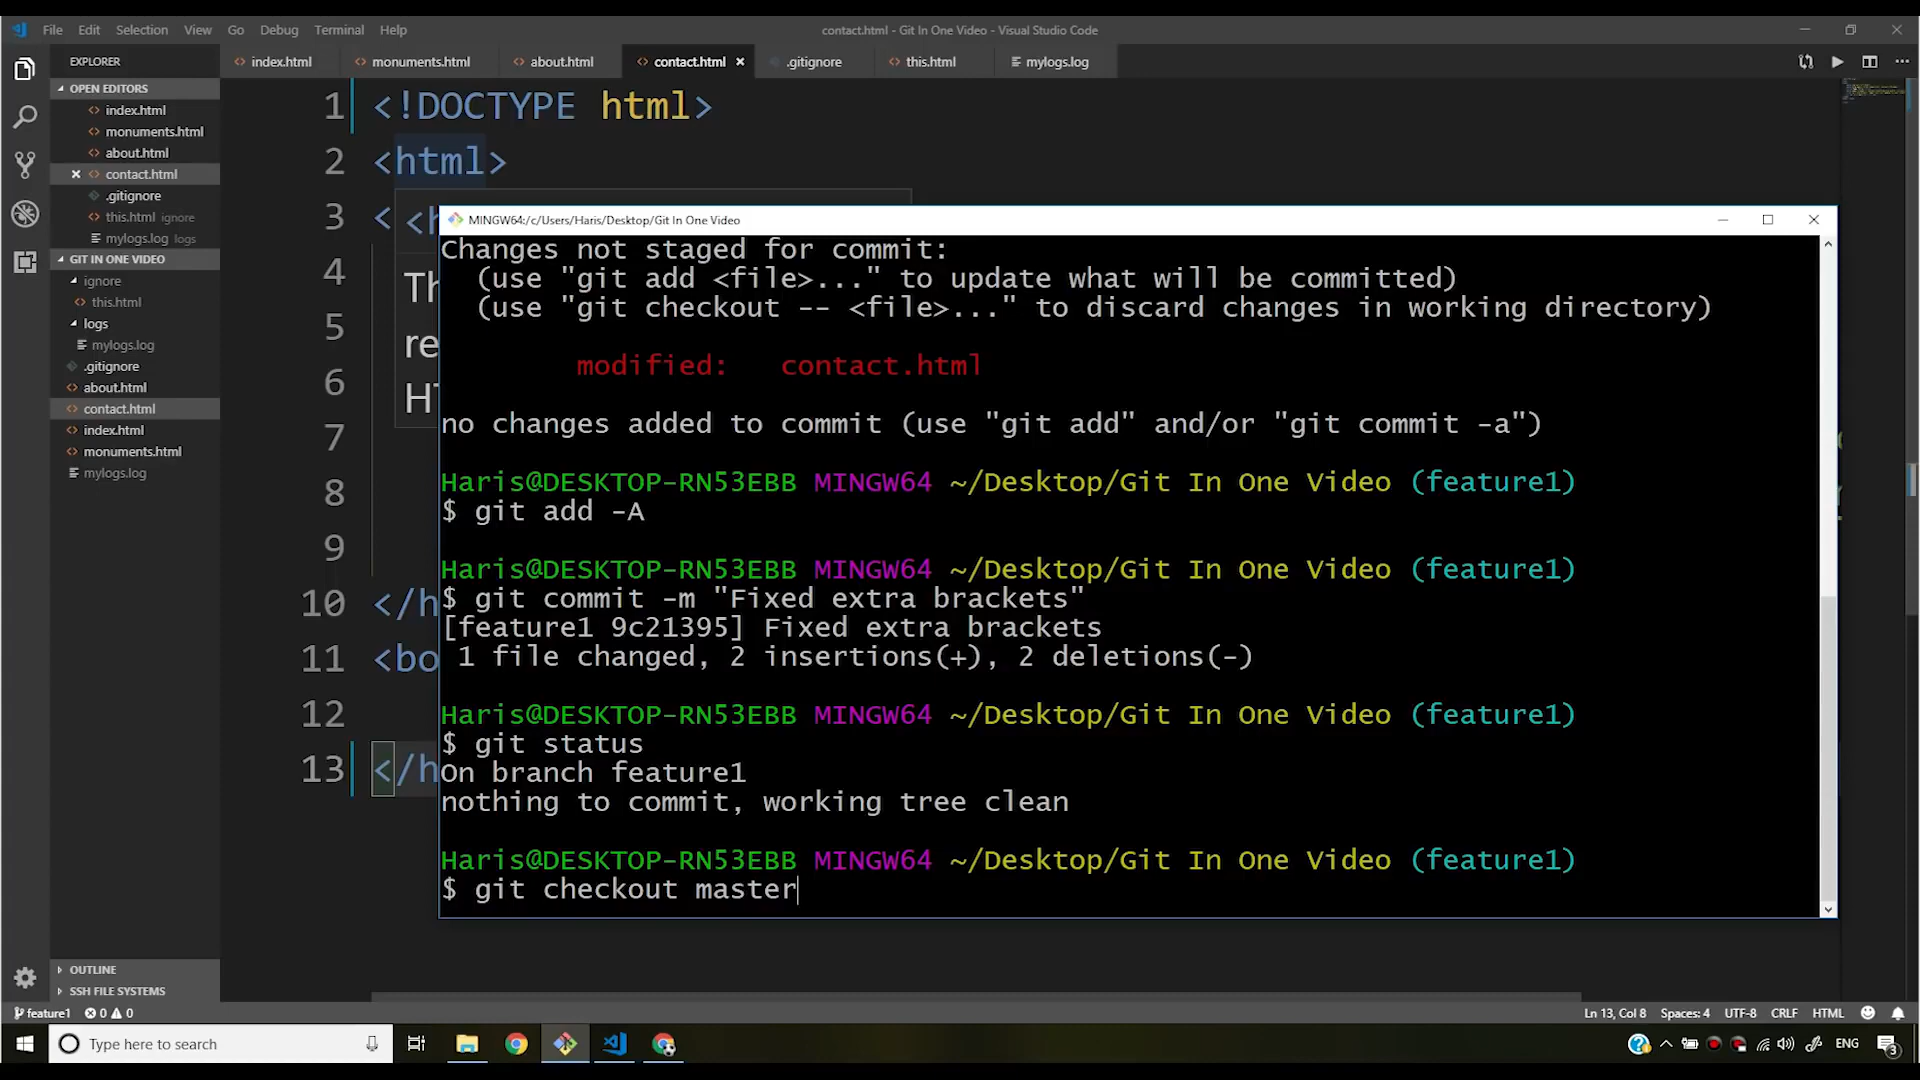 File Edit Selection View Go Debug Terminal Help
contact.html - Git In One Video - Visual Studio Code
EXPLORER
index.html
monuments.html
about.html
contact.html
.gitignore
this.html
mylogs.log
OPEN EDITORS
index.html
monuments.html
about.html
contact.html
.gitignore
this.html ignore
mylogs.log logs
GIT IN ONE VIDEO
ignore
this.html
logs
mylogs.log
.gitignore
about.html
contact.html
index.html
monuments.html
mylogs.log
OUTLINE
SSH FILE SYSTEMS
1 <!DOCTYPE html>
2 <html>
3 <
4
5
6
7
8
9
10 </h
11 <bo
12
13 </h
MINGW64:/c/Users/Haris/Desktop/Git In One Video
Changes not staged for commit:
(use "git add <file>..." to update what will be committed)
(use "git checkout -- <file>..." to discard changes in working directory)
modified: contact.html
no changes added to commit (use "git add" and/or "git commit -a")
Haris@DESKTOP-RN53EBB MINGW64 ~/Desktop/Git In One Video (feature1)
$ git add -A
Haris@DESKTOP-RN53EBB MINGW64 ~/Desktop/Git In One Video (feature1)
$ git commit -m "Fixed extra brackets"
[feature1 9c21395] Fixed extra brackets
1 file changed, 2 insertions(+), 2 deletions(-)
Haris@DESKTOP-RN53EBB MINGW64 ~/Desktop/Git In One Video (feature1)
$ git status
On branch feature1
nothing to commit, working tree clean
Haris@DESKTOP-RN53EBB MINGW64 ~/Desktop/Git In One Video (feature1)
$ git checkout master
feature1 0 0
Ln 13, Col 8 Spaces: 4 UTF-8 CRLF HTML
Type here to search
ENG
3